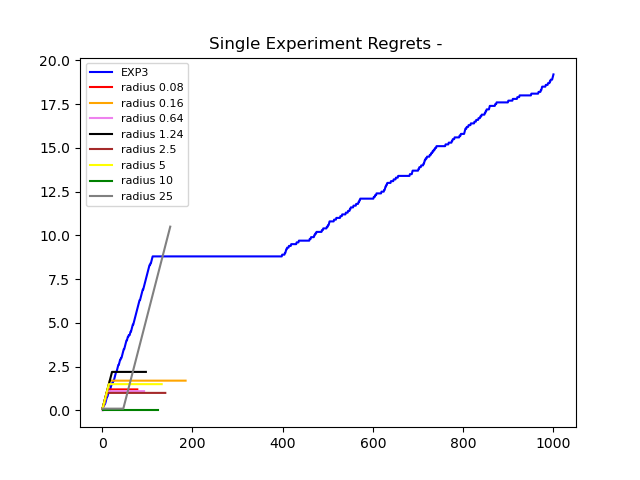 Single Experiment Regrets -
20.0
17.5
15.0
12.5
10.0
7.5
5.0
2.5
0.0
EXP3
radius 0.08
radius 0.16
radius 0.64
radius 1.24
radius 2.5
radius 5
radius 10
radius 25
0 200 400 600 800 1000